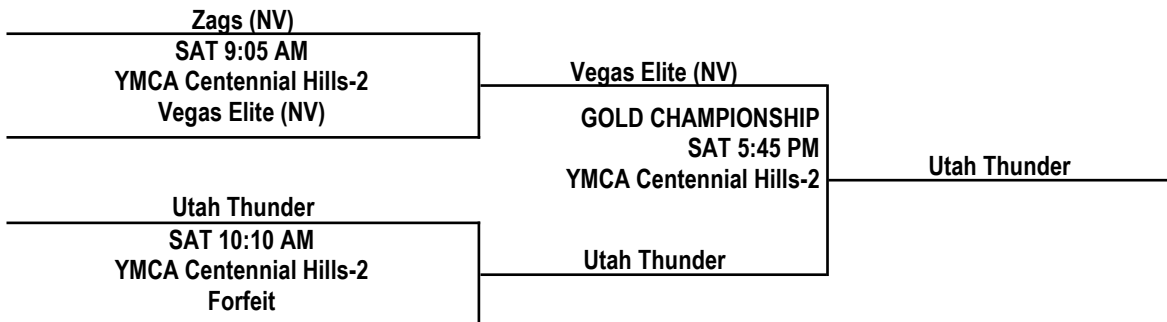 Zags (NV)
SAT 9:05 AM
YMCA Centennial Hills-2
Vegas Elite (NV)
Vegas Elite (NV)
GOLD CHAMPIONSHIP
SAT 5:45 PM
YMCA Centennial Hills-2
Utah Thunder
Utah Thunder
SAT 10:10 AM
YMCA Centennial Hills-2
Forfeit
Utah Thunder